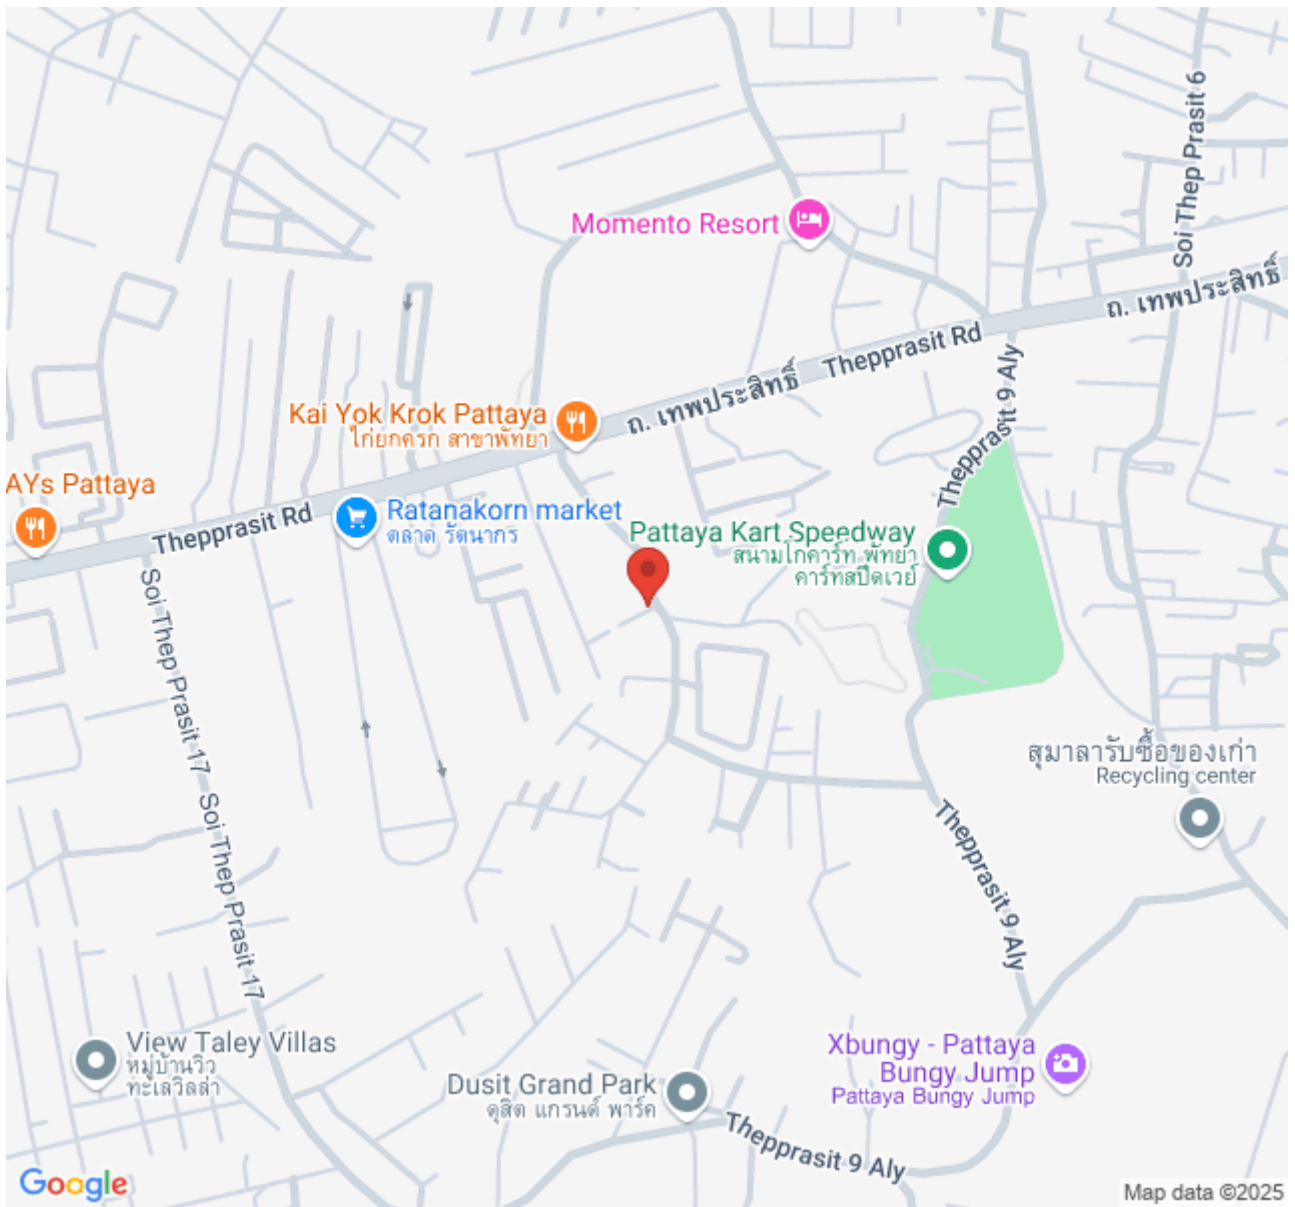 Soi Thep Prasit 6
Momento Resort
ถ. เทพประสิทธิ์
Thepprasit Rd
ถ. เทพประสิทธิ์
Thepprasit 9 Aly
Kai Yok Krok Pattaya
ไก่ยกครก สาขาพัทยา
AYs Pattaya
Thepprasit Rd
Ratanakorn market
ตลาด รัตนากร
Pattaya Kart Speedway
สนามโกคาร์ท พัทยา
คาร์ทสปีดเวย์
Soi Thep Prasit 17
Soi Thep Prasit 17
สุมาลารับซื้อของเก่า
Recycling center
Thepprasit 9 Aly
View Taley Villas
หมู่บ้านวิว
ทะเลวิลล่า
Dusit Grand Park
ดุสิต แกรนด์ พาร์ค
Xbungy - Pattaya
Bungy Jump
Pattaya Bungy Jump
Thepprasit 9 Aly
Google
Map data ©2025